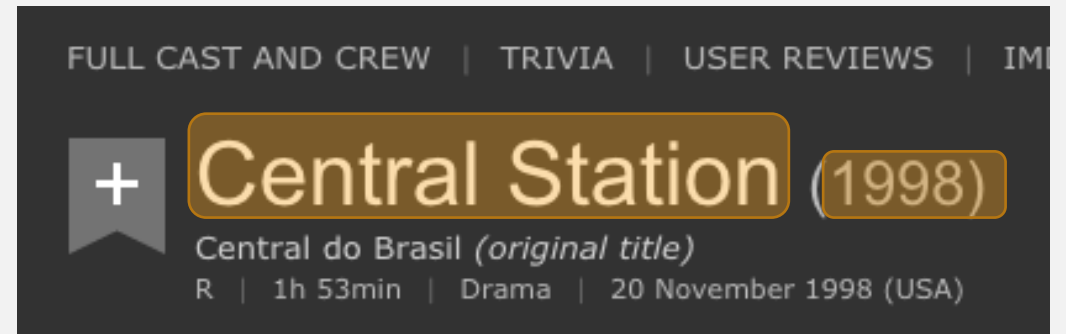 FULL CAST AND CREW | TRIVIA | USER REVIEWS |
Central Station (1998)
Central do Brasil (original title)
R | 1h 53min | Drama | 20 November 1998 (USA)